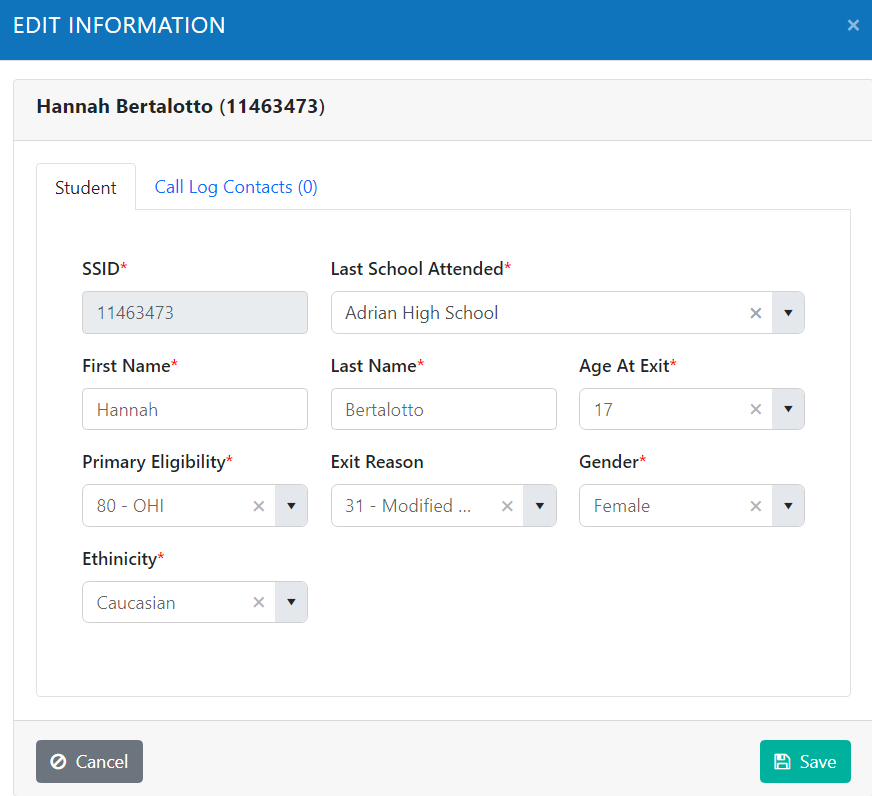 EDIT INFORMATION ×
Hannah Bertalotto (11463473)
Student Call Log Contacts (0)
SSID* Last School Attended*
11463473 Adrian High School ×
First Name* Last Name* Age At Exit*
Hannah Bertalotto 17 ×
Primary Eligibility* Exit Reason Gender*
80 - OHI × 31 - Modified ... × Female ×
Ethinicity*
Caucasian ×
Cancel Save